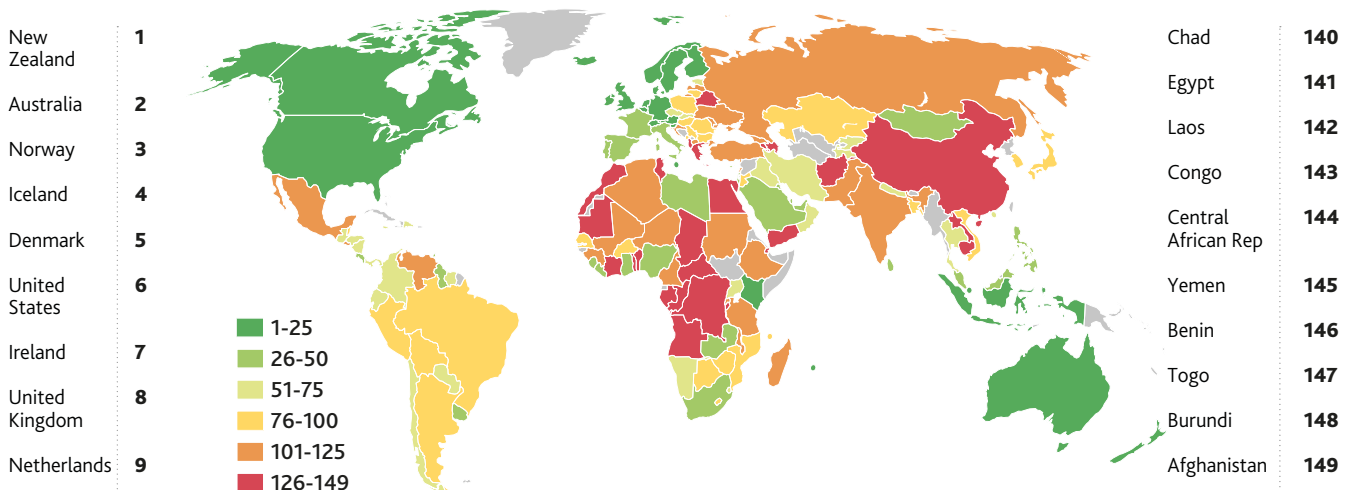 New
Zealand 1
Australia 2
Norway 3
Iceland 4
Denmark 5
United
States 6
Ireland 7
United
Kingdom 8
Netherlands 9
1-25
26-50
51-75
76-100
101-125
126-149
Chad 140
Egypt 141
Laos 142
Congo 143
Central
African Rep 144
Yemen 145
Benin 146
Togo 147
Burundi 148
Afghanistan 149